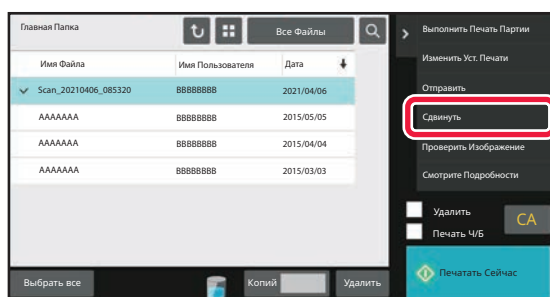 Главная Папка
Все Файлы
Имя Файла Имя Пользователя Дата
Scan_20210406_085320 BBBBBBBB 2021/04/06
AAAAAAA BBBBBBBB 2015/05/05
AAAAAAA BBBBBBBB 2015/04/04
AAAAAAA BBBBBBBB 2015/03/03
Выбрать все Копий Удалить
Выполнить Печать Партии
Изменить Уст. Печати
Отправить
Сдвинуть
Проверить Изображение
Смотрите Подробности
Удалить
Печать Ч/Б
CA
Печатать Сейчас